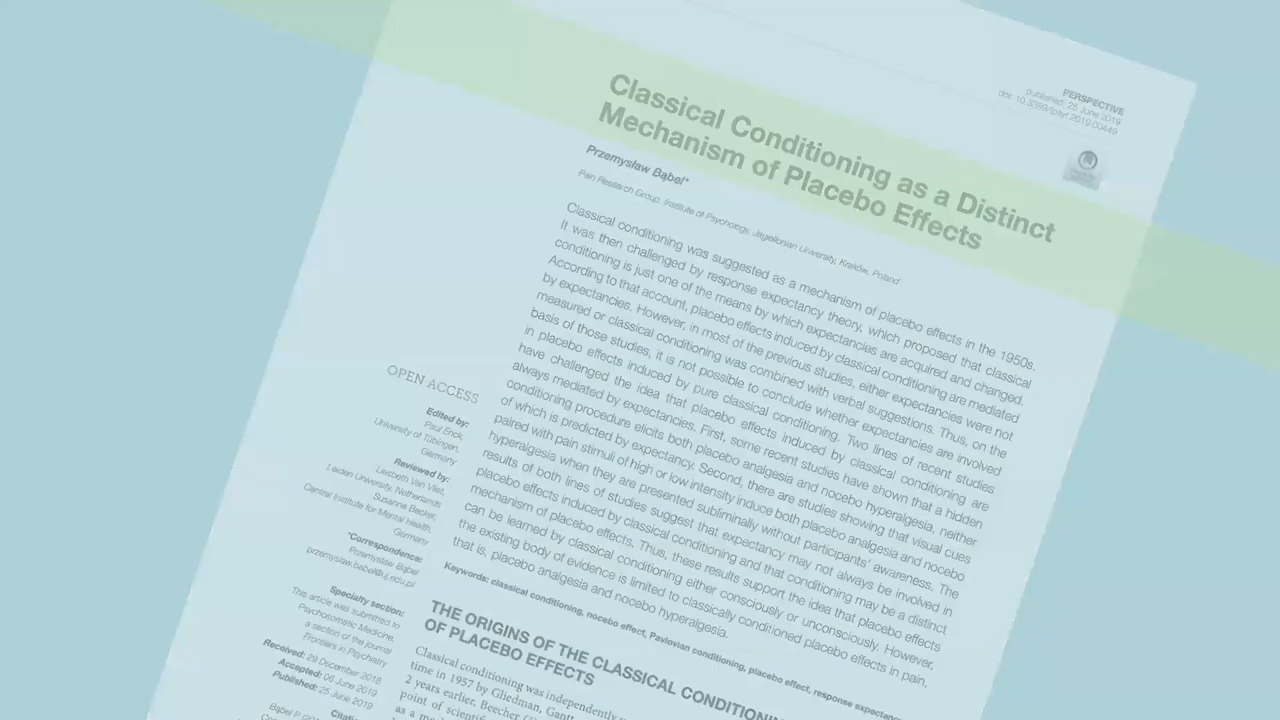 PERSPECTIVE
published: 25 June 2019
doi: 10.3389/fpsyt.2019.00449
Classical Conditioning as a Distinct
Mechanism of Placebo Effects
Przemysław Bąbel*
Pain Research Group, Institute of Psychology, Jagiellonian University, Kraków, Poland
Classical conditioning was suggested as a mechanism of placebo effects in the 1950s.
It was then challenged by response expectancy theory, which proposed that classical
conditioning is just one of the means by which expectancies are acquired and changed.
According to that account, placebo effects induced by classical conditioning are mediated
by expectancies. However, in most of the previous studies, either expectancies were not
measured or classical conditioning was combined with verbal suggestions. Thus, on the
basis of those studies, it is not possible to conclude whether expectancies are involved
in placebo effects induced by pure classical conditioning. Two lines of recent studies
have challenged the idea that placebo effects induced by classical conditioning are
always mediated by expectancies. First, some recent studies have shown that a hidden
conditioning procedure elicits both placebo analgesia and nocebo hyperalgesia, neither
of which is predicted by expectancy. Second, there are studies showing that visual cues
paired with pain stimuli of high or low intensity induce both placebo analgesia and nocebo
hyperalgesia when they are presented subliminally without participants' awareness. The
results of both lines of studies suggest that expectancy may not always be involved in
placebo effects induced by classical conditioning and that conditioning may be a distinct
mechanism of placebo effects. Thus, these results support the idea that placebo effects
can be learned by classical conditioning either consciously or unconsciously. However,
the existing body of evidence is limited to classically conditioned placebo effects in pain,
that is, placebo analgesia and nocebo hyperalgesia.
Keywords: classical conditioning, nocebo effect, Pavlovian conditioning, placebo effect, response expectanc
OPEN ACCESS
Edited by:
Paul Enck,
University of Tübingen,
Germany
Reviewed by:
Liesbeth Van Vliet,
Leiden University, Netherlands
Susanne Becker,
Central Institute for Mental Health,
Germany
*Correspondence:
Przemysław Bąbel
przemyslaw.babel@uj.edu.pl
Specialty section:
This article was submitted to
Psychosomatic Medicine,
a section of the journal
Frontiers in Psychiatry
Received: 29 December 2018
Accepted: 06 June 2019
Published: 25 June 2019
THE ORIGINS OF THE CLASSICAL CONDITIONIN
OF PLACEBO EFFECTS
Classical conditioning was independently
time in 1957 by Gliedman, Gantt
2 years earlier, Beecher
point of scientif
as a mo